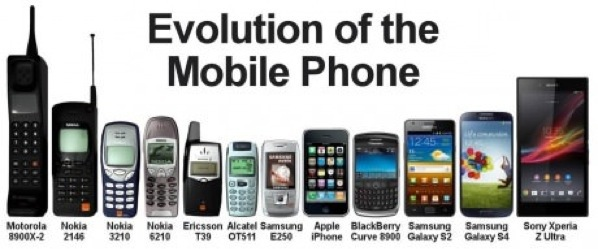 Evolution of the
Mobile Phone
Motorola
8900X-2
Nokia
2146
Nokia
3210
Nokia
6210
Ericsson
T39
Alcatel
OT511
Samsung
E250
Apple
iPhone
BlackBerry
Curve 8900
Samsung
Galaxy S2
Samsung
Galaxy S4
Sony Xperia
Z Ultra